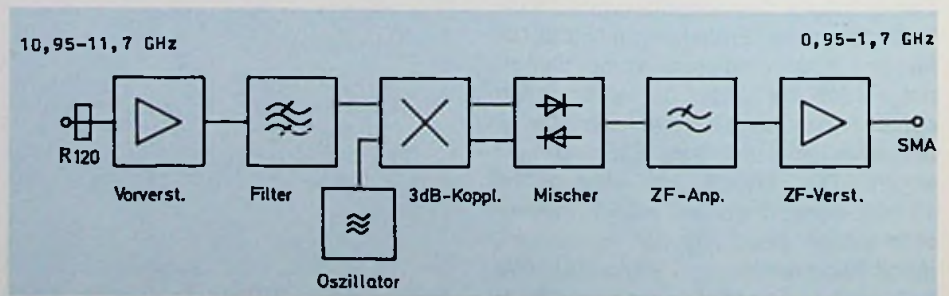 10,95-11,7 GHz
0,95-1,7 GHz
R120
SMA
Vorverst.
Filter
3dB-Koppl.
Mischer
ZF-Anp.
ZF-Verst.
Oszillator